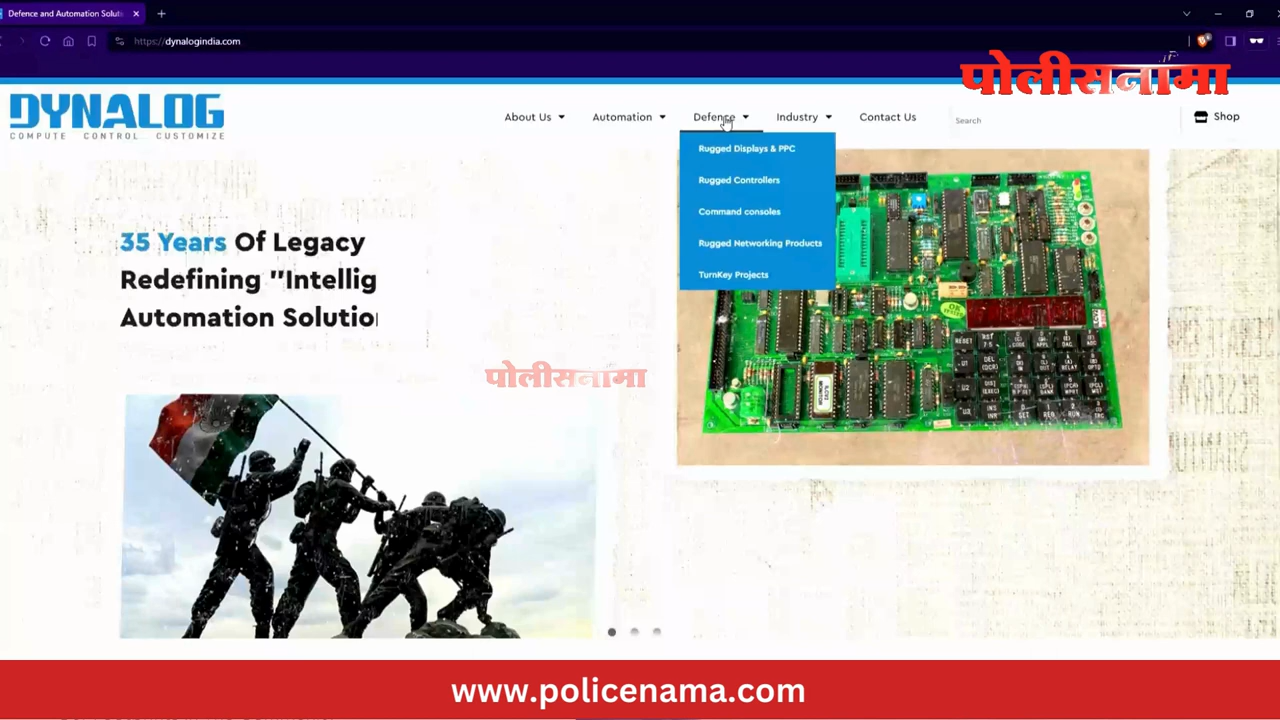 Defence and Automation Solut
https://dynalogindia.com
पोलीसनामा
DYNALOG
COMPUTE CONTROL CUSTOMIZE
About Us
Automation
Defence
Industry
Contact Us
Search
Shop
Rugged Displays & PPC
Rugged Controllers
Command consoles
Rugged Networking Products
TurnKey Projects
35 Years Of Legacy
Redefining "Intellig
Automation Solutio
पोलीसनामा
www.policenama.com